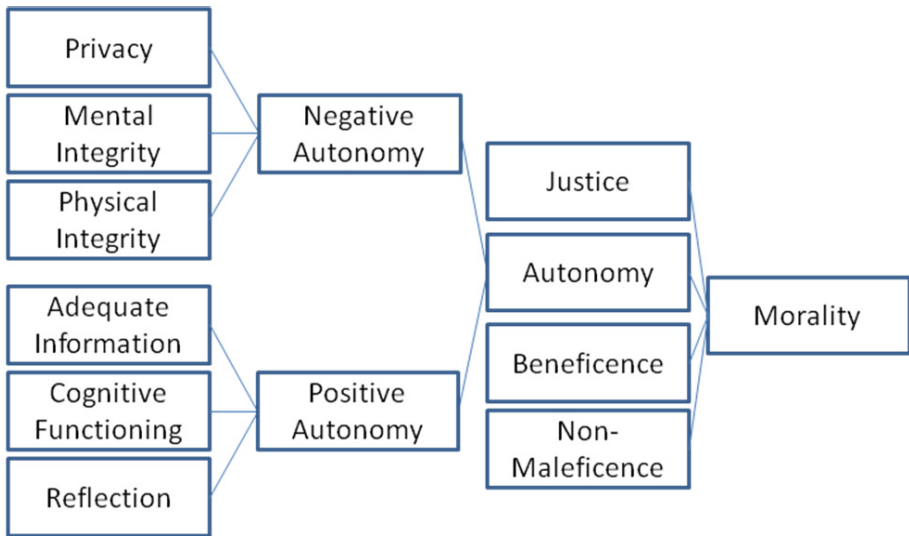 Privacy
Mental
Integrity
Physical
Integrity
Adequate
Information
Cognitive
Functioning
Reflection
Negative
Autonomy
Positive
Autonomy
Justice
Autonomy
Beneficence
Non-
Maleficence
Morality